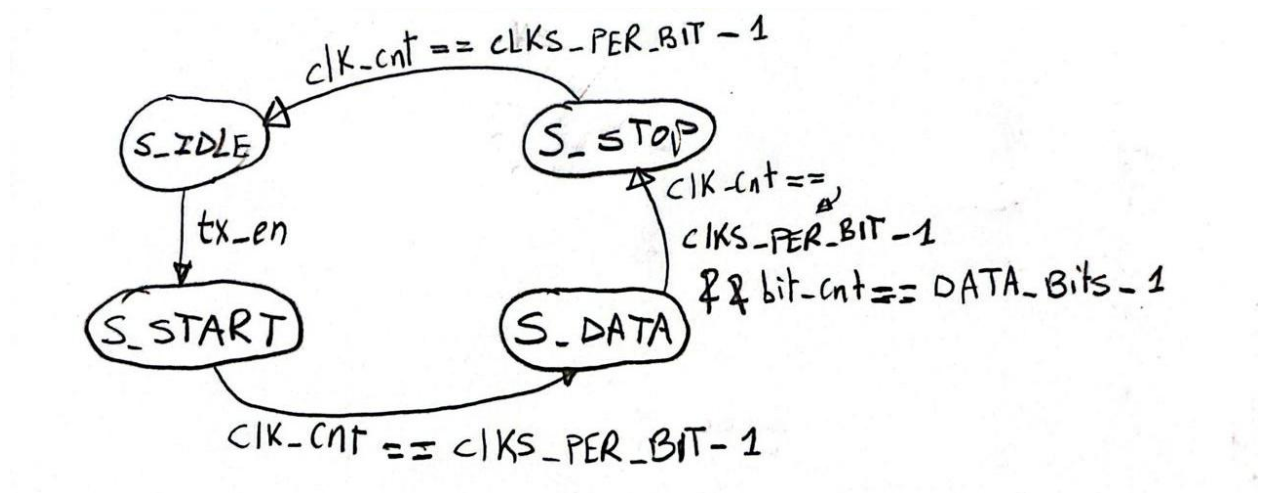 clk_cnt == CLKS_PER_BIT - 1
S_IDLE
S_STOP
tx_en
clk_cnt ==
clKS_PER_BIT - 1
&& bit_cnt == DATA_Bits - 1
S_START
S_DATA
clk_cnt == clKS_PER_BIT - 1